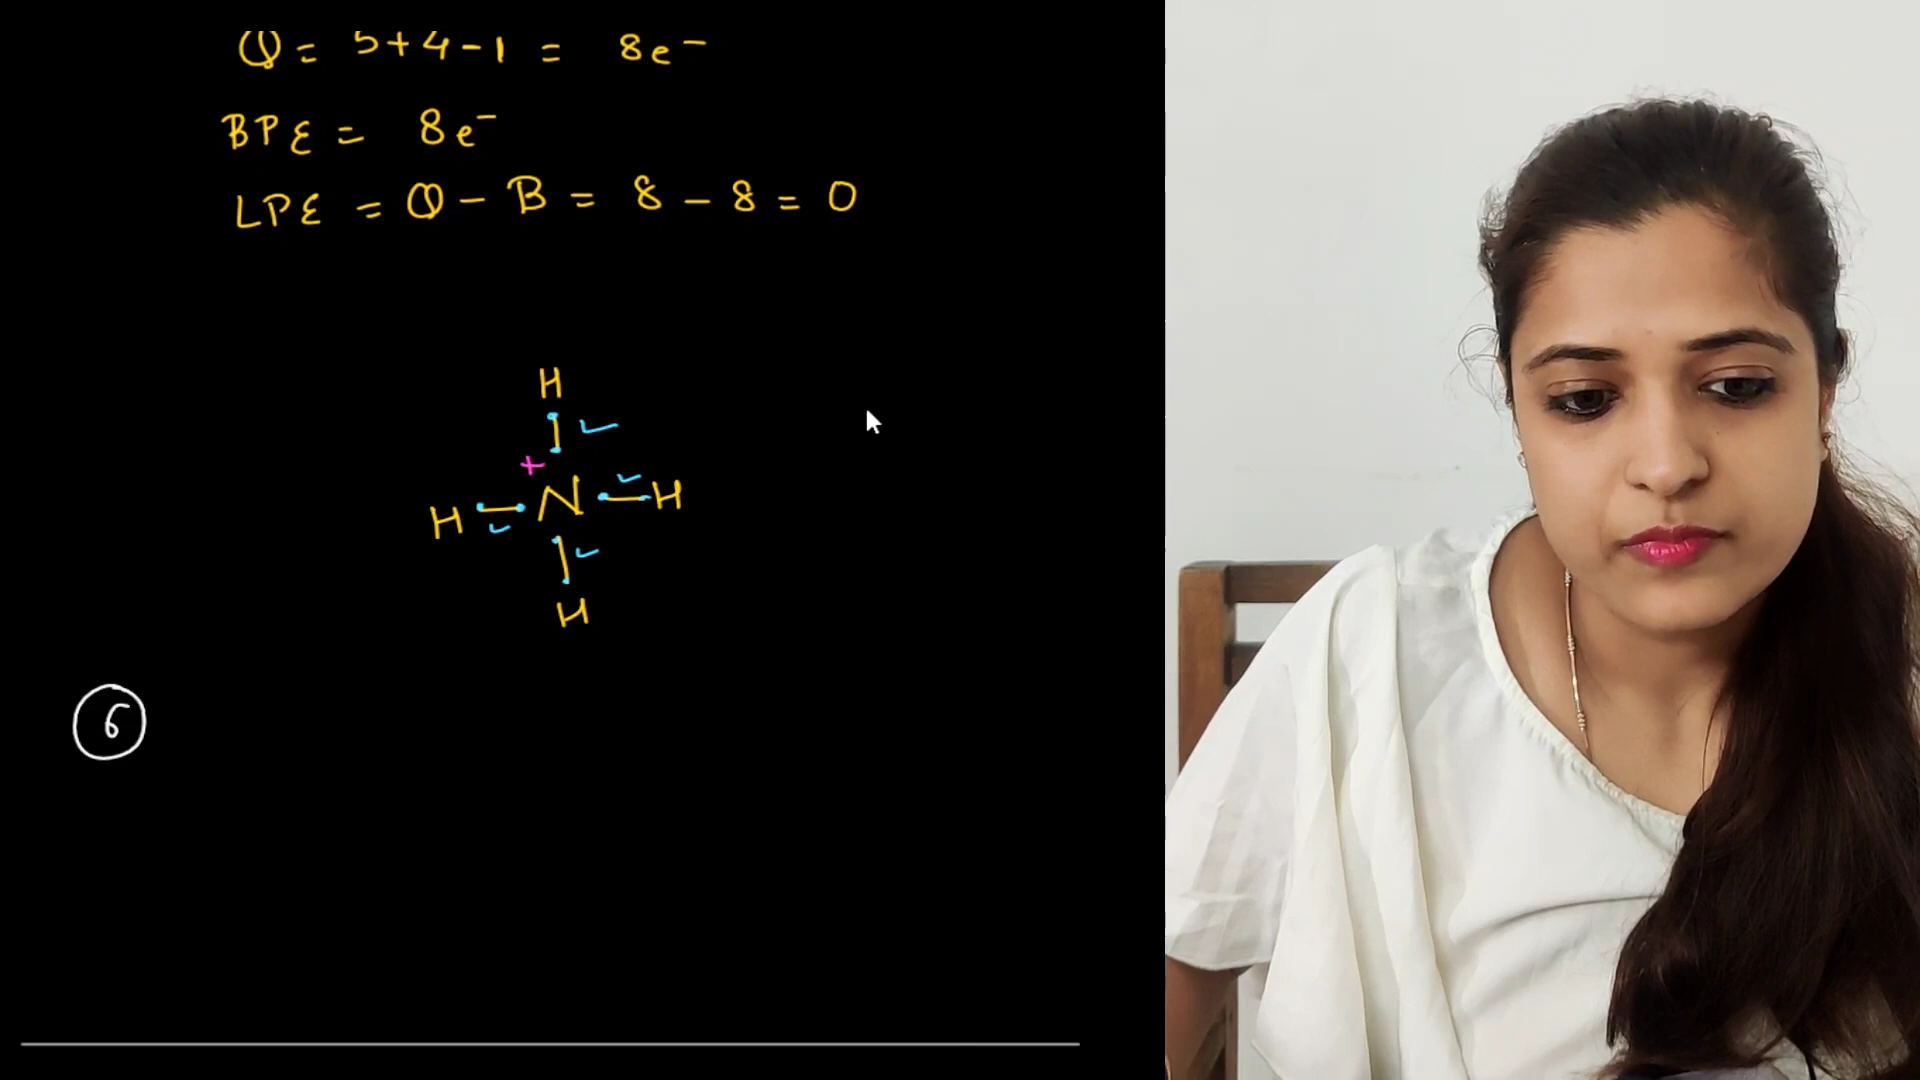 Q = 5+4-1 = 8e⁻
BPE = 8e⁻
LPE = Q - B = 8 - 8 = 0
H
+
H N H
H
6